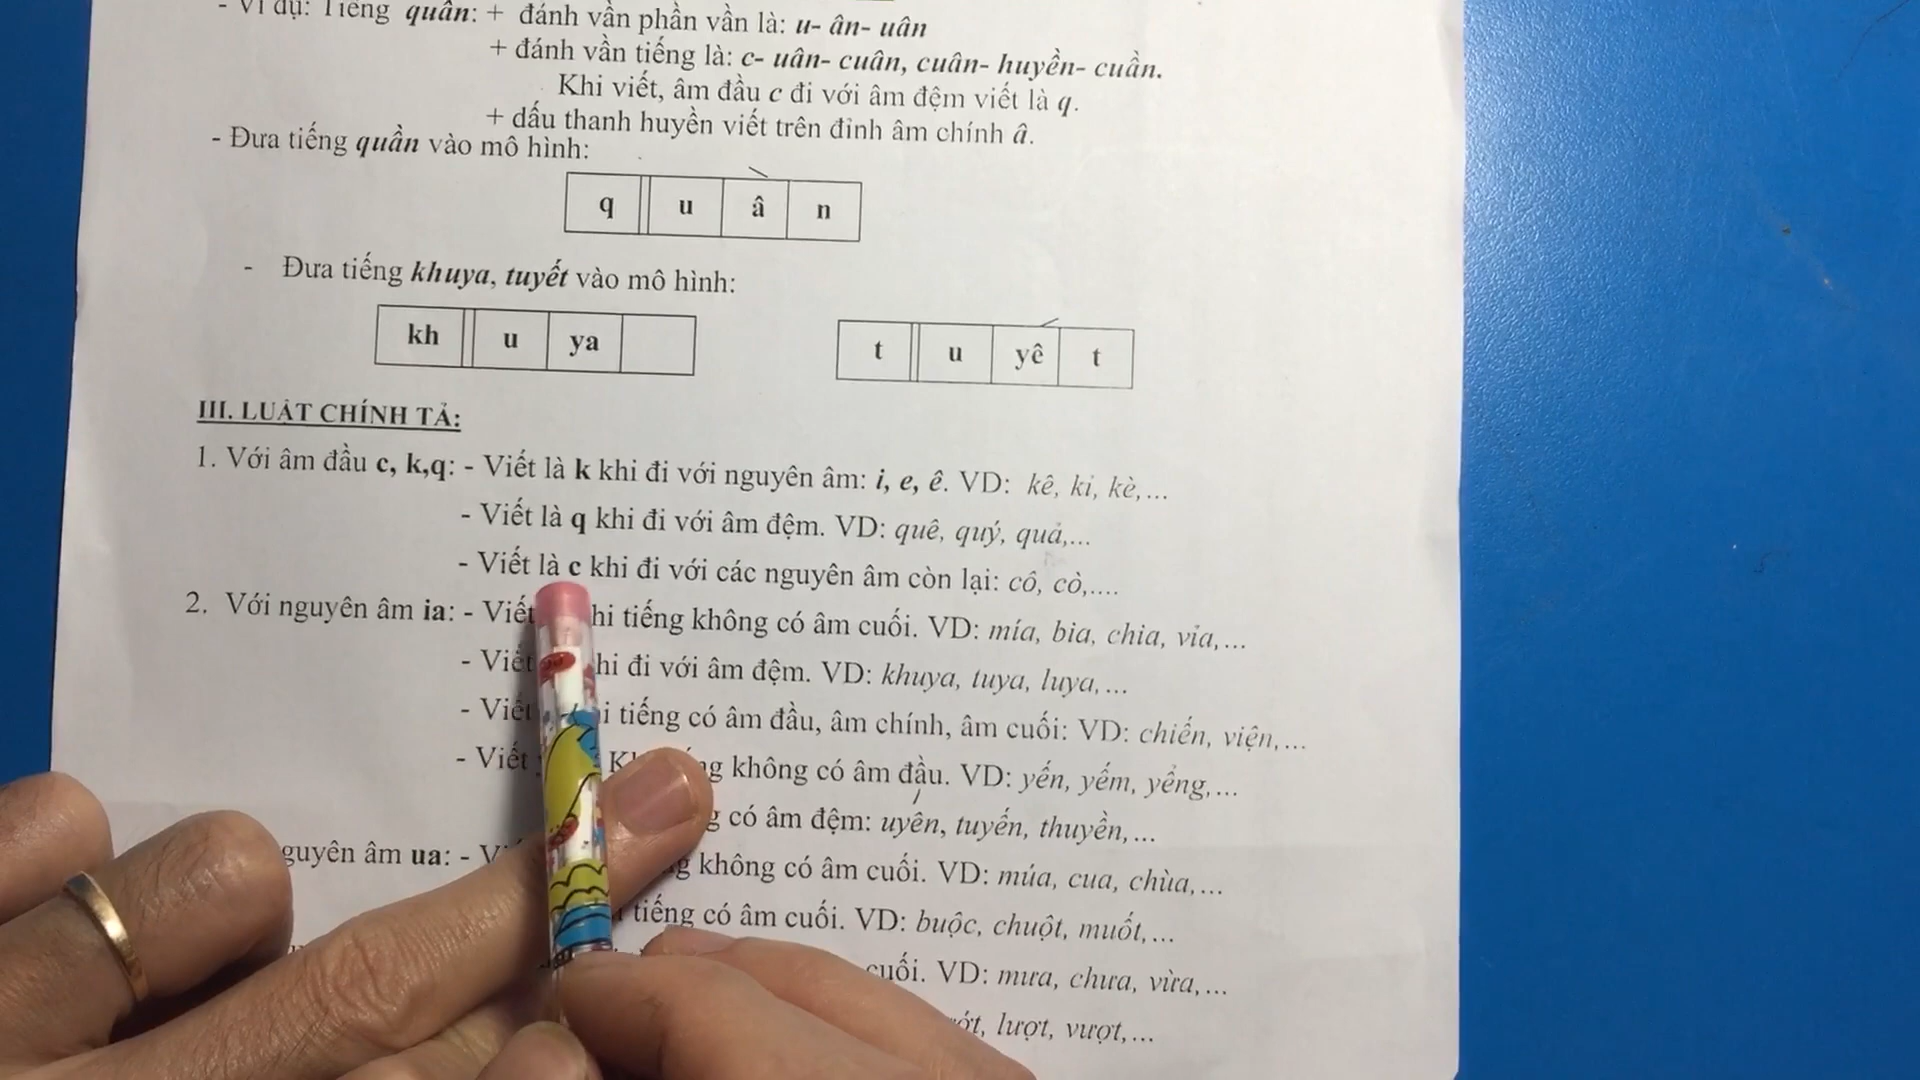 - Ví dụ: Tiếng quần: + đánh vần phần vần là: u- ân- uân
+ đánh vần tiếng là: c- uân- cuân, cuân- huyền- cuần.
Khi viết, âm đầu c đi với âm đệm viết là q.
+ dấu thanh huyền viết trên đỉnh âm chính â.
- Đưa tiếng quần vào mô hình:
q u â n
- Đưa tiếng khuya, tuyết vào mô hình:
kh u ya t u yê t
III. LUẬT CHÍNH TẢ:
1. Với âm đầu c, k,q: - Viết là k khi đi với nguyên âm: i, e, ê. VD: kê, kỉ, kè,...
- Viết là q khi đi với âm đệm. VD: quê, quý, quả,...
- Viết là c khi đi với các nguyên âm còn lại: cô, cò,....
2. Với nguyên âm ia: - Viết tiếng không có âm cuối. VD: mía, bia, chia, vỉa,...
- Viết đi với âm đệm. VD: khuya, tuya, luya,...
- Viết tiếng có âm đầu, âm chính, âm cuối: VD: chiến, viện,...
- Viết không có âm đầu. VD: yến, yếm, yểng,...
có âm đệm: uyên, tuyến, thuyền,...
guyên âm ua: - không có âm cuối. VD: múa, cua, chùa,...
tiếng có âm cuối. VD: buộc, chuột, muốt,...
cuối. VD: mưa, chưa, vừa,...
lượt, vượt,...